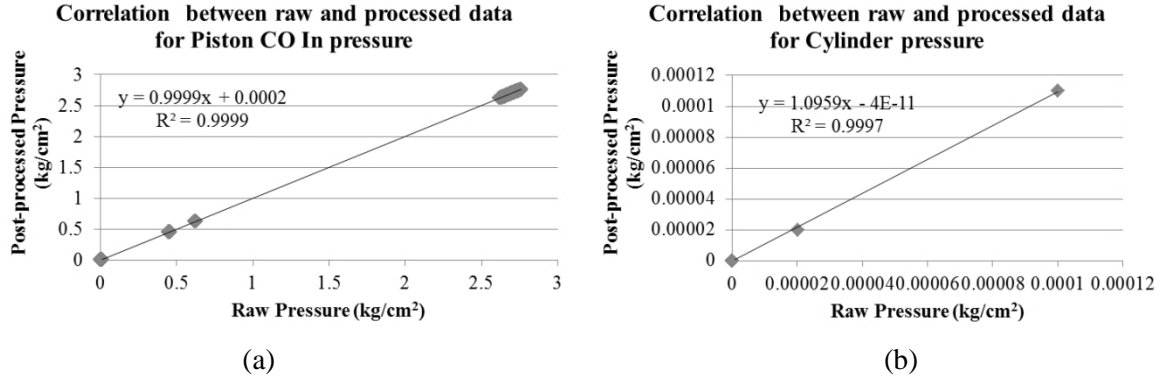 Correlation between raw and processed data
for Piston CO In pressure
Post-processed Pressure
(kg/cm²)
3
2.5
2
1.5
1
0.5
0
y = 0.9999x + 0.0002
R² = 0.9999
0 0.5 1 1.5 2 2.5 3
Raw Pressure (kg/cm²)
(a)
Correlation between raw and processed data
for Cylinder pressure
Post-processed Pressure
(kg/cm²)
0.00012
0.0001
0.00008
0.00006
0.00004
0.00002
0
y = 1.0959x - 4E-11
R² = 0.9997
0 0.00002 0.00004 0.00006 0.00008 0.0001 0.00012
Raw Pressure (kg/cm²)
(b)